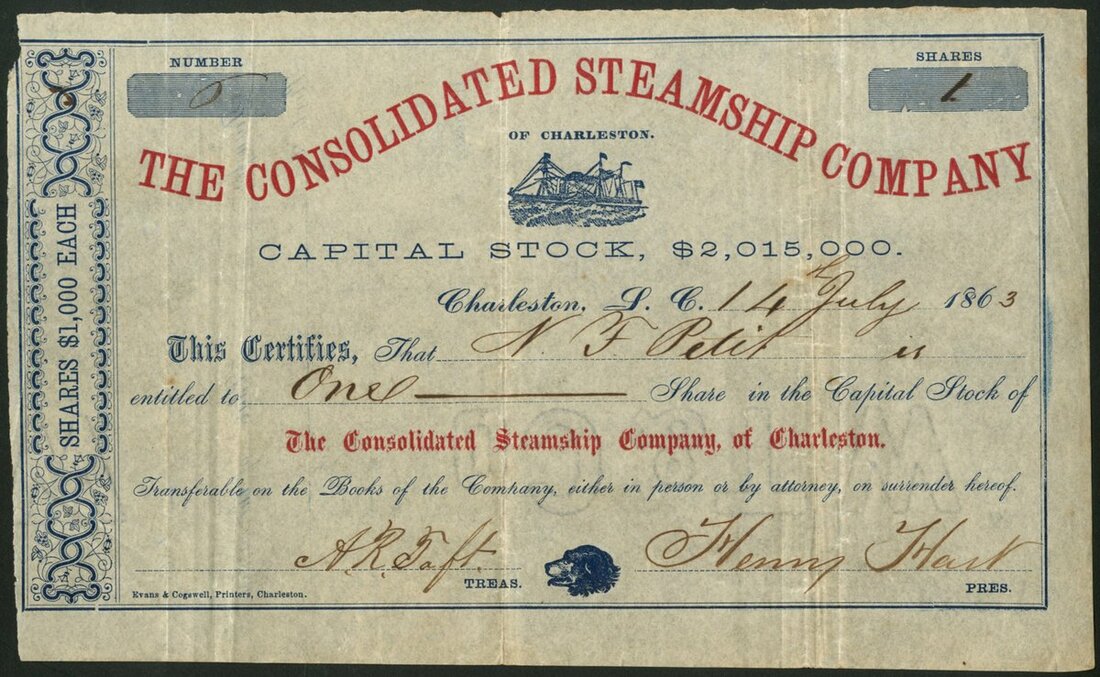 NUMBER
SHARES
1
THE CONSOLIDATED STEAMSHIP COMPANY
OF CHARLESTON.
CAPITAL STOCK, $2,015,000.
Charleston, S. C. 14 July 1863
This Certifies, That N. F. Petit is
entitled to One Share in the Capital Stock of
The Consolidated Steamship Company, of Charleston.
Transferable on the Books of the Company, either in person or by attorney, on surrender hereof.
A. R. Taft. TREAS.
Henry Hart PRES.
Evans & Cogswell, Printers, Charleston.
SHARES $1,000 EACH